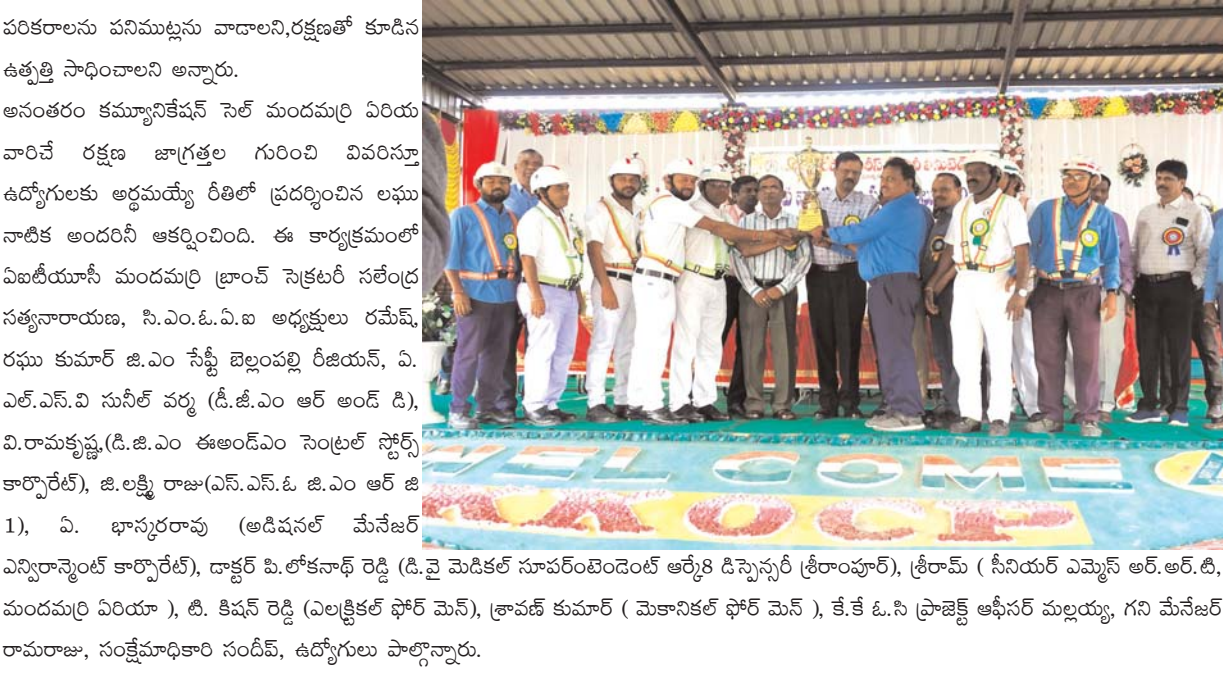 పరికరాలను పనిముట్లను వాడాలని,రక్షణతో కూడిన
ఉత్పత్తి సాధించాలని అన్నారు.
అనంతరం కమ్యూనికేషన్ సెల్ మందమర్రి ఏరియ
వారిచే రక్షణ జాగ్రత్తల గురించి వివరిస్తూ
ఉద్యోగులకు అర్థమయ్యే రీతిలో ప్రదర్శించిన లఘు
నాటిక అందరినీ ఆకర్షించింది. ఈ కార్యక్రమంలో
ఏఐటీయూసీ మందమర్రి బ్రాంచ్ సెక్రటరీ సలేంద్ర
సత్యనారాయణ, సి.ఎం.ఓ.ఏ.ఐ అధ్యక్షులు రమేష్,
రఘు కుమార్ జి.ఎం సేఫ్టీ బెల్లంపల్లి రీజియన్, ఏ.
ఎల్.ఎస్.వి సునీల్ వర్మ (డీ.జీ.ఎం ఆర్ అండ్ డి),
వి.రామకృష్ణ,(డి.జి.ఎం ఈఅండ్ఎం సెంట్రల్ స్టోర్స్
కార్పొరేట్), జి.లక్ష్మి రాజు(ఎస్.ఎస్.ఓ జి.ఎం ఆర్ జి
1), ఏ. భాస్కరరావు (అడిషనల్ మేనేజర్
ఎన్విరాన్మెంట్ కార్పొరేట్), డాక్టర్ పి.లోకనాథ్ రెడ్డి (డి.వై మెడికల్ సూపరింటెండెంట్ ఆర్కే8 డిస్పెన్సరీ శ్రీరాంపూర్), శ్రీరామ్ ( సీనియర్ ఎమ్మెస్ అర్.అర్.టి,
మందమర్రి ఏరియా ), టి. కిషన్ రెడ్డి (ఎలక్ట్రికల్ ఫోర్ మెన్), శ్రావణ్ కుమార్ ( మెకానికల్ ఫోర్ మెన్ ), కే.కే ఓ.సి ప్రాజెక్ట్ ఆఫీసర్ మల్లయ్య, గని మేనేజర్
రామరాజు, సంక్షేమాధికారి సందీప్, ఉద్యోగులు పాల్గొన్నారు.
WEL COME
KKOCP